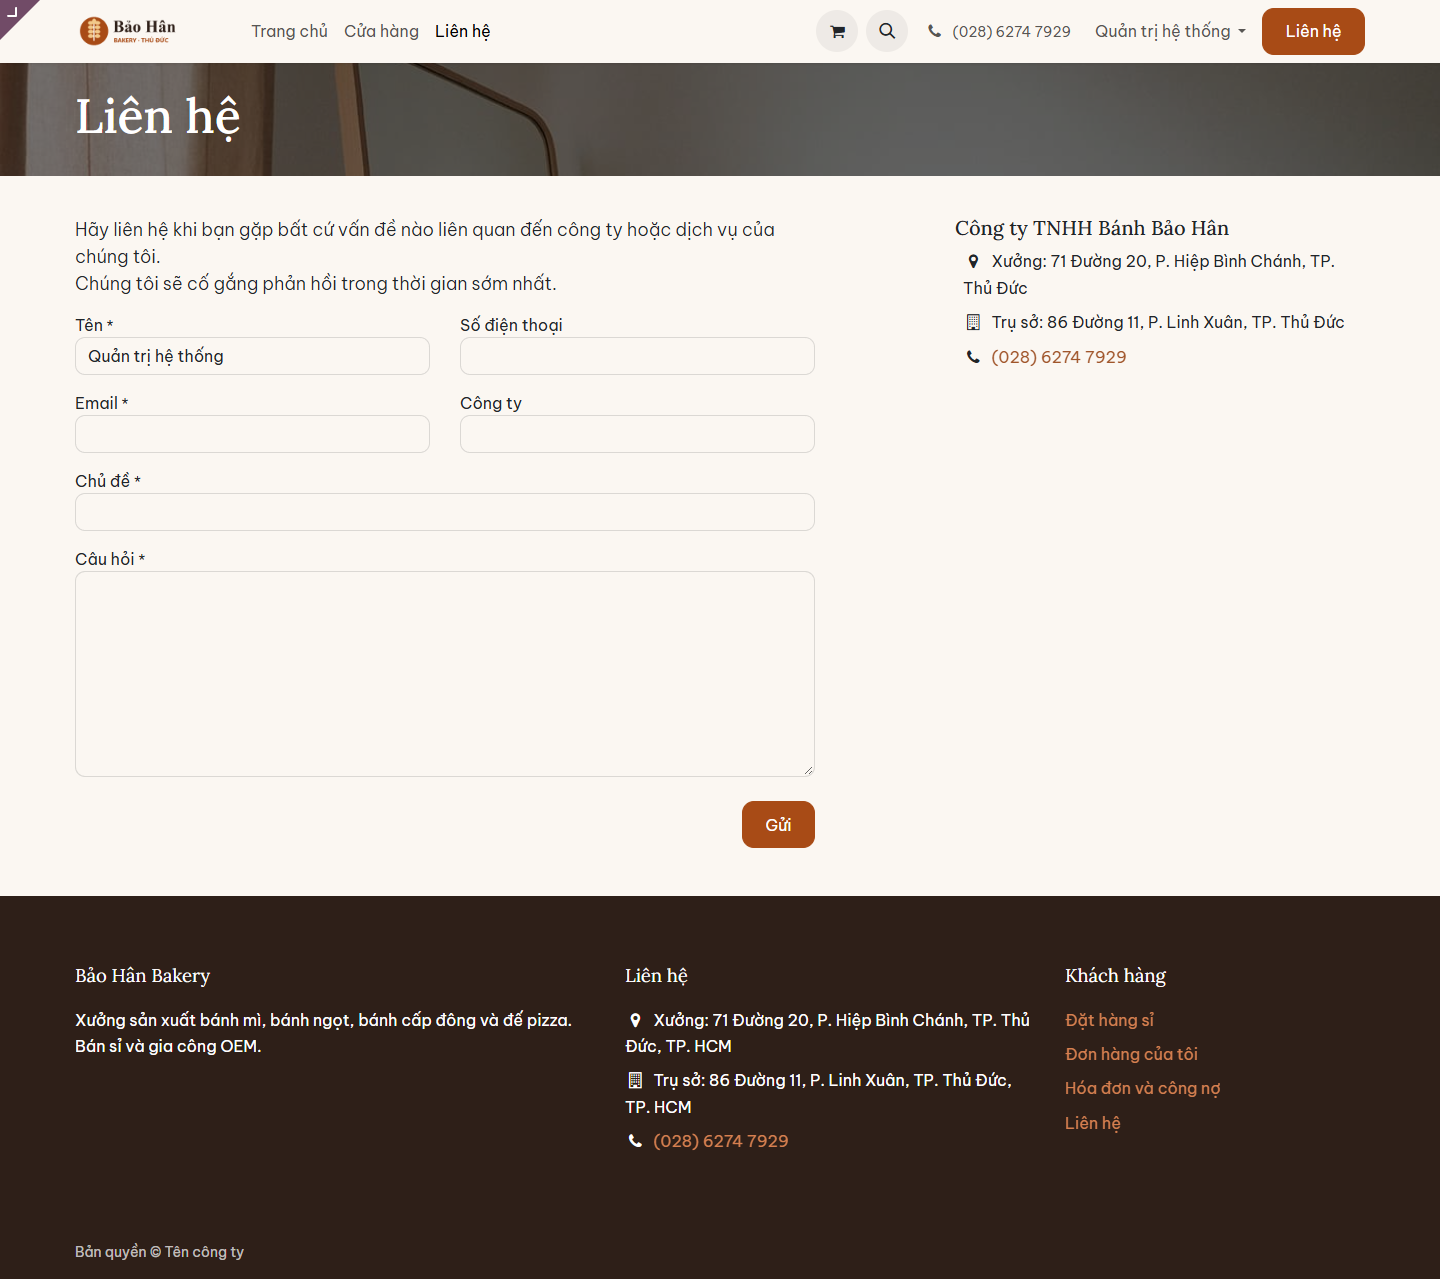 Bảo Hân
BAKERY · THỦ ĐỨC
Trang chủ
Cửa hàng
Liên hệ
(028) 6274 7929
Quản trị hệ thống
Liên hệ
Liên hệ
Hãy liên hệ khi bạn gặp bất cứ vấn đề nào liên quan đến công ty hoặc dịch vụ của
chúng tôi.
Chúng tôi sẽ cố gắng phản hồi trong thời gian sớm nhất.
Tên *
Quản trị hệ thống
Số điện thoại
Email *
Công ty
Chủ đề *
Câu hỏi *
Gửi
Công ty TNHH Bánh Bảo Hân
Xưởng: 71 Đường 20, P. Hiệp Bình Chánh, TP.
Thủ Đức
Trụ sở: 86 Đường 11, P. Linh Xuân, TP. Thủ Đức
(028) 6274 7929
Bảo Hân Bakery
Xưởng sản xuất bánh mì, bánh ngọt, bánh cấp đông và đế pizza.
Bán sỉ và gia công OEM.
Liên hệ
Xưởng: 71 Đường 20, P. Hiệp Bình Chánh, TP. Thủ
Đức, TP. HCM
Trụ sở: 86 Đường 11, P. Linh Xuân, TP. Thủ Đức,
TP. HCM
(028) 6274 7929
Khách hàng
Đặt hàng sỉ
Đơn hàng của tôi
Hóa đơn và công nợ
Liên hệ
Bản quyền © Tên công ty